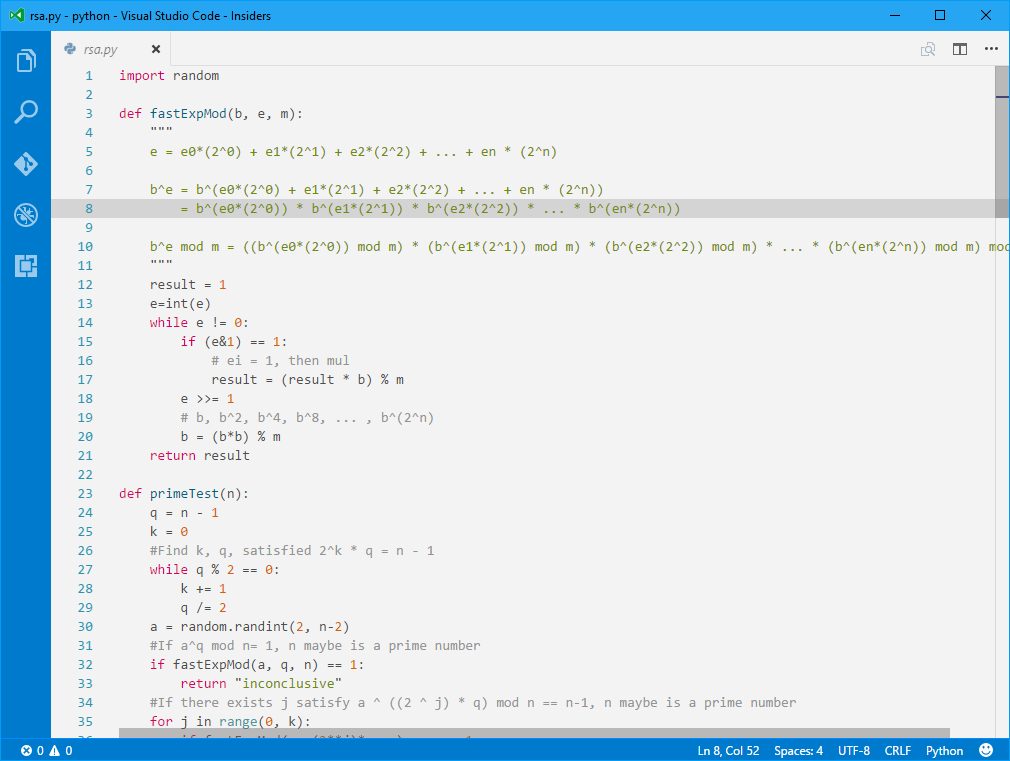 rsa.py - python - Visual Studio Code - Insiders
rsa.py
1 import random
2
3 def fastExpMod(b, e, m):
4 """
5 e = e0*(2^0) + e1*(2^1) + e2*(2^2) + ... + en * (2^n)
6
7 b^e = b^(e0*(2^0) + e1*(2^1) + e2*(2^2) + ... + en * (2^n))
8 = b^(e0*(2^0)) * b^(e1*(2^1)) * b^(e2*(2^2)) * ... * b^(en*(2^n))
9
10 b^e mod m = ((b^(e0*(2^0)) mod m) * (b^(e1*(2^1)) mod m) * (b^(e2*(2^2)) mod m) * ... * (b^(en*(2^n)) mod m) mod
11 """
12 result = 1
13 e=int(e)
14 while e != 0:
15 if (e&1) == 1:
16 # ei = 1, then mul
17 result = (result * b) % m
18 e >>= 1
19 # b, b^2, b^4, b^8, ... , b^(2^n)
20 b = (b*b) % m
21 return result
22
23 def primeTest(n):
24 q = n - 1
25 k = 0
26 #Find k, q, satisfied 2^k * q = n - 1
27 while q % 2 == 0:
28 k += 1
29 q /= 2
30 a = random.randint(2, n-2)
31 #If a^q mod n= 1, n maybe is a prime number
32 if fastExpMod(a, q, n) == 1:
33 return "inconclusive"
34 #If there exists j satisfy a ^ ((2 ^ j) * q) mod n == n-1, n maybe is a prime number
35 for j in range(0, k):
0 0 Ln 8, Col 52 Spaces: 4 UTF-8 CRLF Python